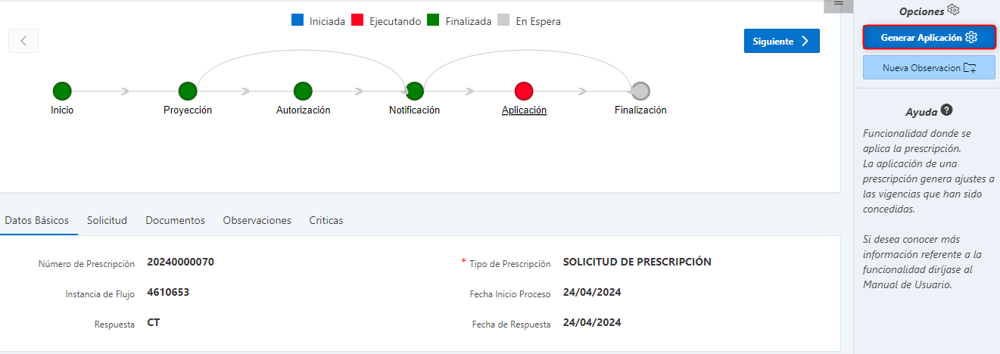 Iniciada Ejecutando Finalizada En Espera
Siguiente
Inicio Proyección Autorización Notificación Aplicación Finalización
Opciones
Generar Aplicación
Nueva Observacion
Ayuda
Funcionalidad donde se
aplica la prescripción.
La aplicación de una
prescripción genera ajustes a
las vigencias que han sido
concedidas.
Si desea conocer más
información referente a la
funcionalidad diríjase al
Manual de Usuario.
Datos Básicos Solicitud Documentos Observaciones Criticas
Número de Prescripción 20240000070 * Tipo de Prescripción SOLICITUD DE PRESCRIPCIÓN
Instancia de Flujo 4610653 Fecha Inicio Proceso 24/04/2024
Respuesta CT Fecha de Respuesta 24/04/2024